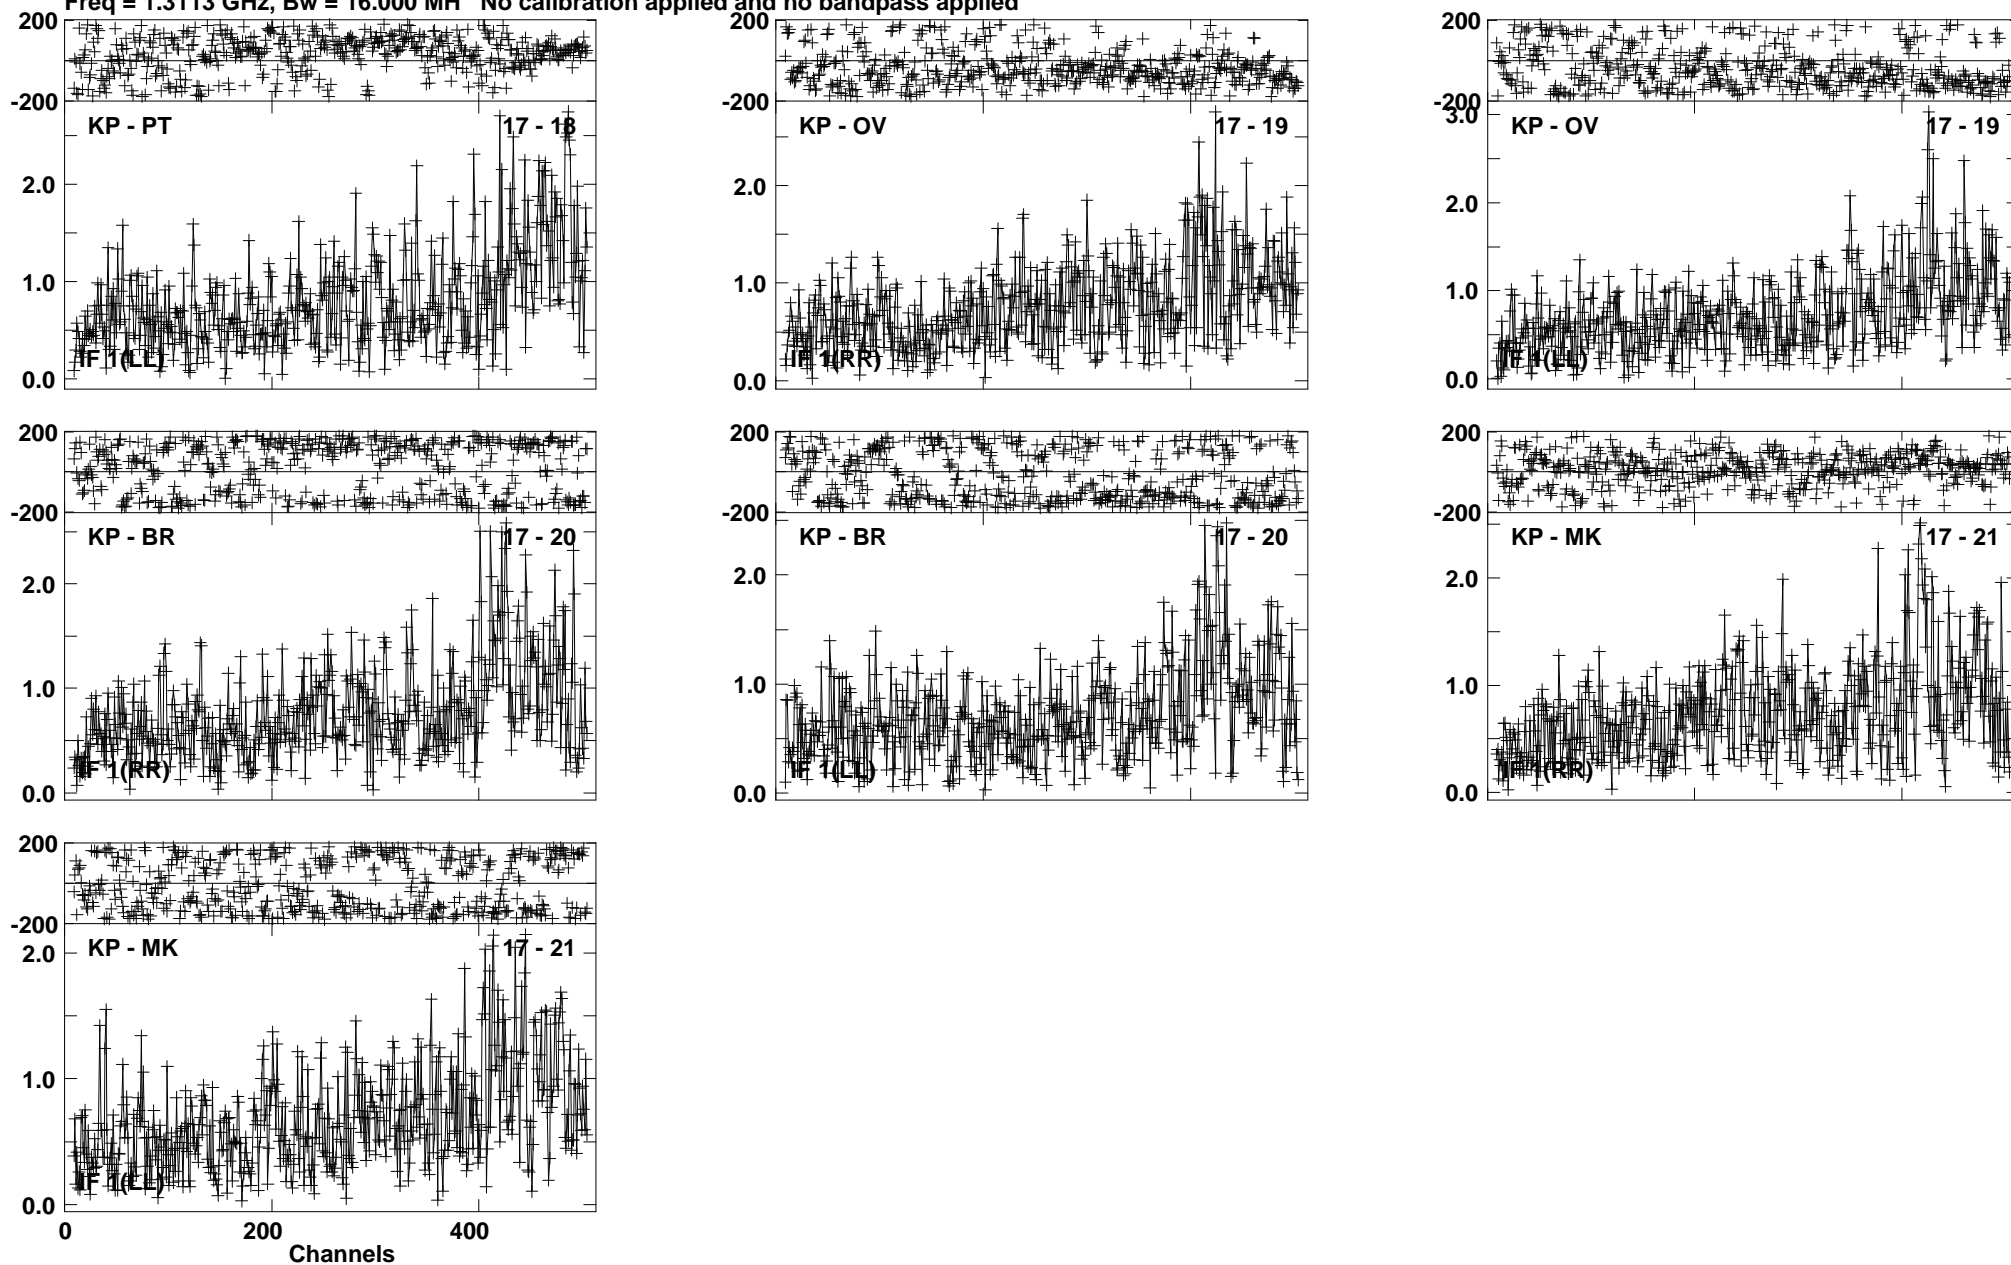 Freq = 1.3113 GHz, Bw = 16.000 MH No calibration applied and no bandpass applied
200
-200
KP - PT 17 - 18
2.0
1.0
IF 1(LL)
0.0
200
-200
KP - OV 17 - 19
2.0
1.0
IF 1(RR)
0.0
200
-200
3.0
KP - OV 17 - 19
2.0
1.0
IF 1(LL)
0.0
200
-200
KP - BR 17 - 20
2.0
1.0
IF 1(RR)
0.0
200
-200
KP - BR 17 - 20
2.0
1.0
IF 1(LL)
0.0
200
-200
KP - MK 17 - 21
2.0
1.0
IF 1(RR)
0.0
200
-200
KP - MK 17 - 21
2.0
1.0
IF 1(LL)
0.0
0 200 400
Channels